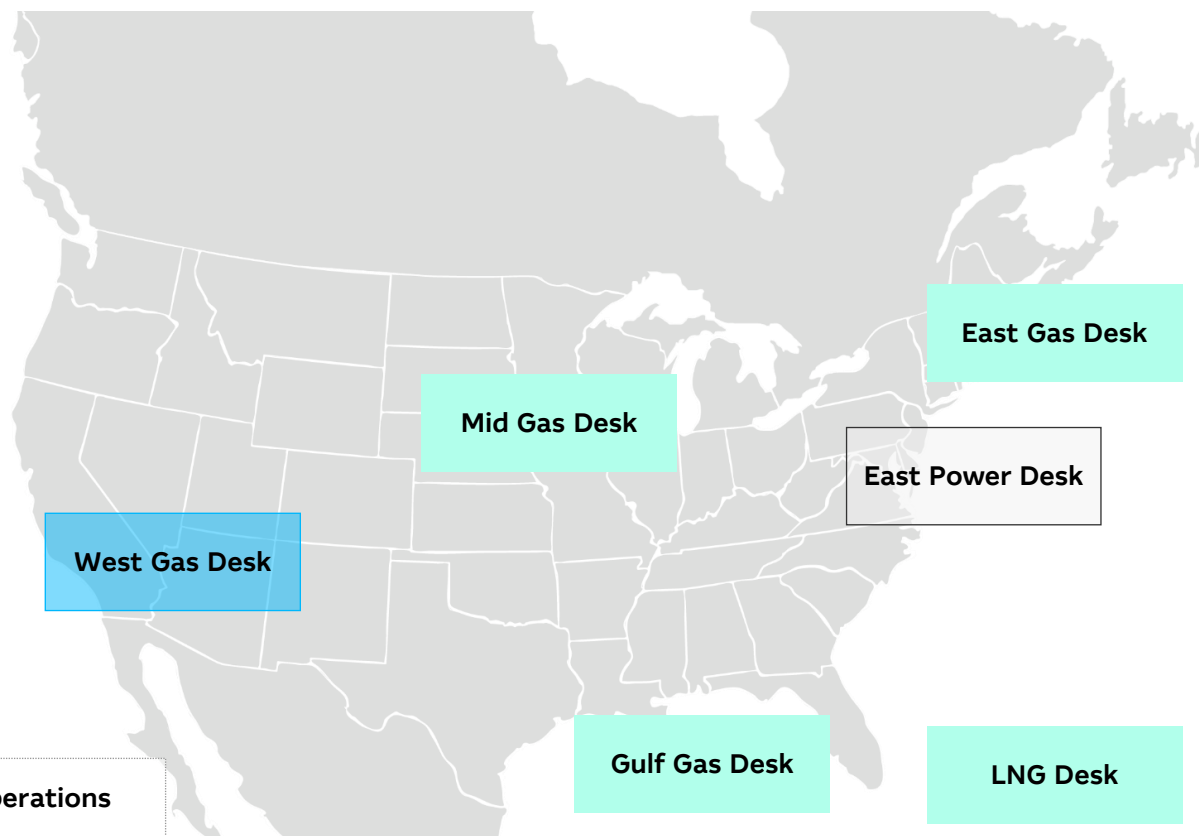 East Gas Desk
Mid Gas Desk
East Power Desk
West Gas Desk
Gulf Gas Desk
LNG Desk